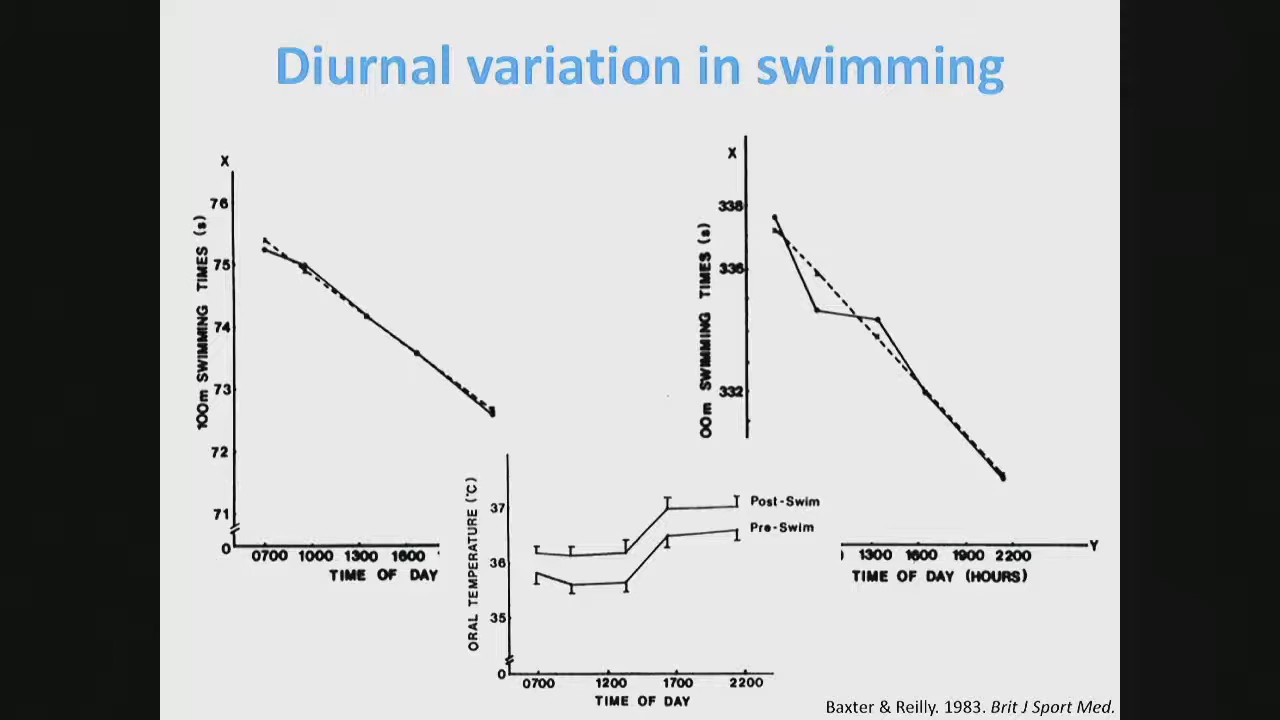 Diurnal variation in swimming
X
100m SWIMMING TIMES (s)
76
75
74
73
72
71
0
0700 1000 1300 1600
TIME OF DAY
X
00m SWIMMING TIMES (s)
338
336
332
1300 1600 1900 2200
Y
TIME OF DAY (HOURS)
ORAL TEMPERATURE (°C)
37
36
35
0
Post-Swim
Pre-Swim
0700 1200 1700 2200
TIME OF DAY
Baxter & Reilly. 1983. Brit J Sport Med.